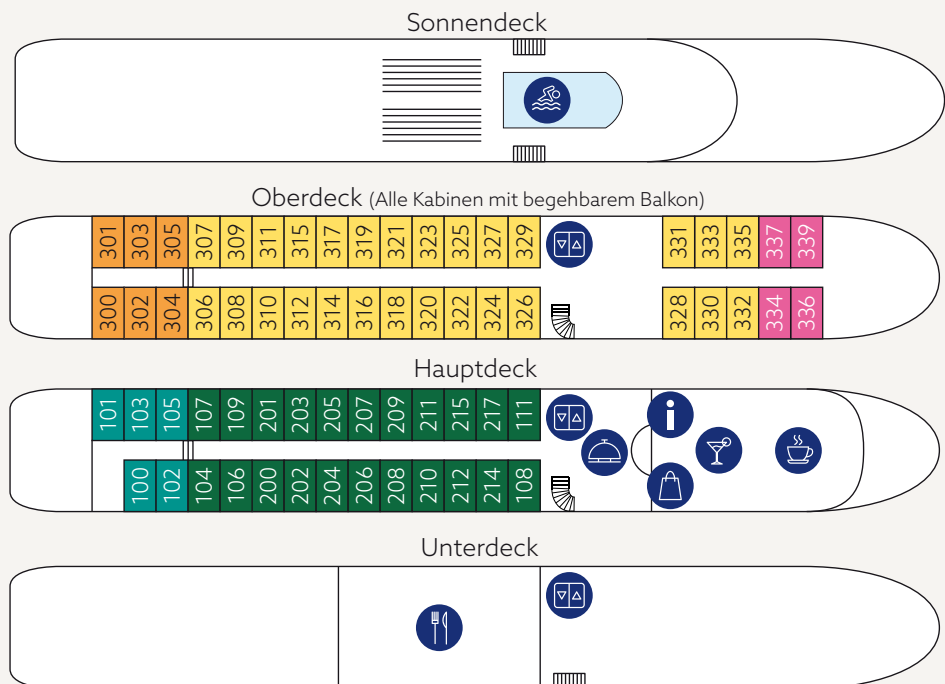 Sonnendeck
Oberdeck (Alle Kabinen mit begehbarem Balkon)
301 303 305 307 309 311 315 317 319 321 323 325 327 329 331 333 335 337 339
300 302 304 306 308 310 312 314 316 318 320 322 324 326 328 330 332 334 336
Hauptdeck
101 103 105 107 109 201 203 205 207 209 211 215 217 111
100 102 104 106 200 202 204 206 208 210 212 214 108
Unterdeck